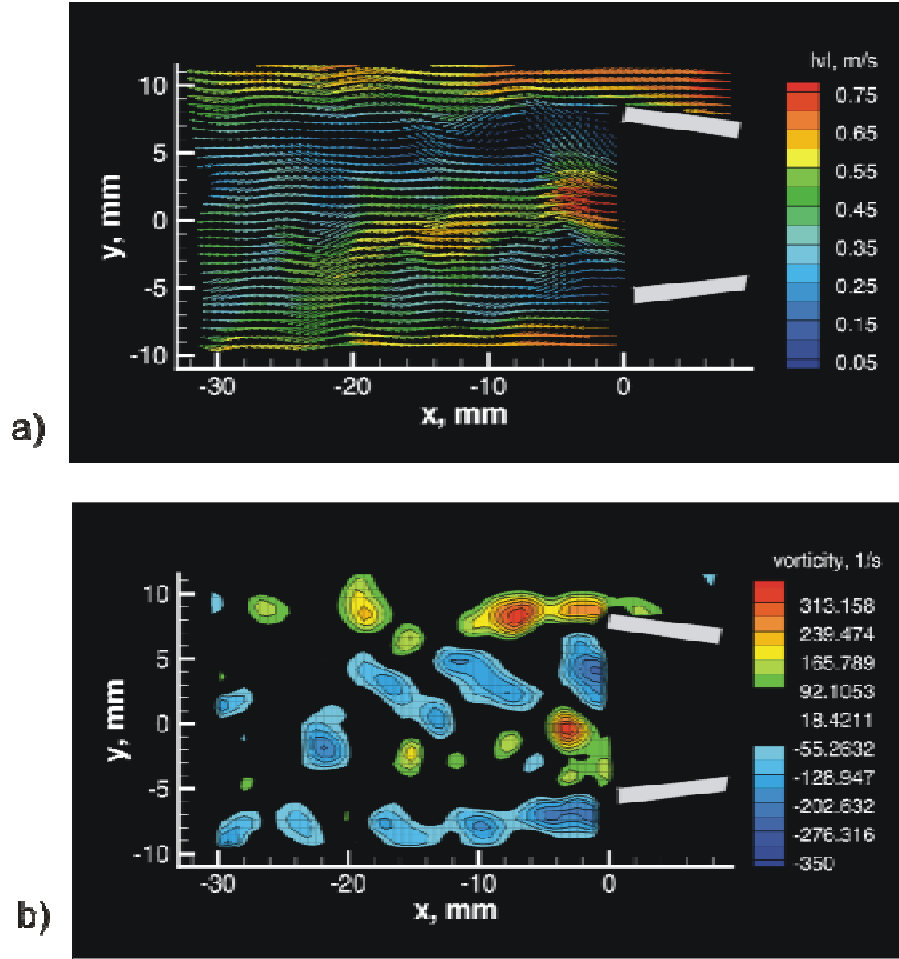 |v|, m/s
0.75
0.65
0.55
0.45
0.35
0.25
0.15
0.05
10
5
0
-5
-10
y, mm
-30 -20 -10 0
x, mm
a)
vorticity, 1/s
313.158
239.474
165.789
92.1053
18.4211
-55.2632
-128.947
-202.632
-276.316
-350
10
5
0
-5
-10
y, mm
-30 -20 -10 0
x, mm
b)